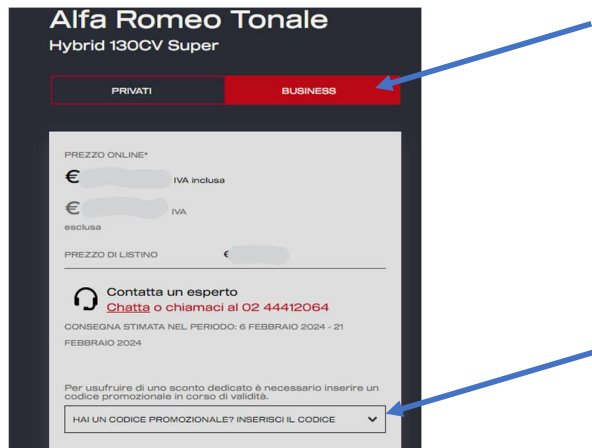 Alfa Romeo Tonale
Hybrid 130CV Super
PRIVATI BUSINESS
PREZZO ONLINE*
€ IVA inclusa
€ IVA
esclusa
PREZZO DI LISTINO €
Contatta un esperto
Chatta o chiamaci al 02 44412064
CONSEGNA STIMATA NEL PERIODO: 6 FEBBRAIO 2024 - 21
FEBBRAIO 2024
Per usufruire di uno sconto dedicato è necessario inserire un
codice promozionale in corso di validità.
HAI UN CODICE PROMOZIONALE? INSERISCI IL CODICE